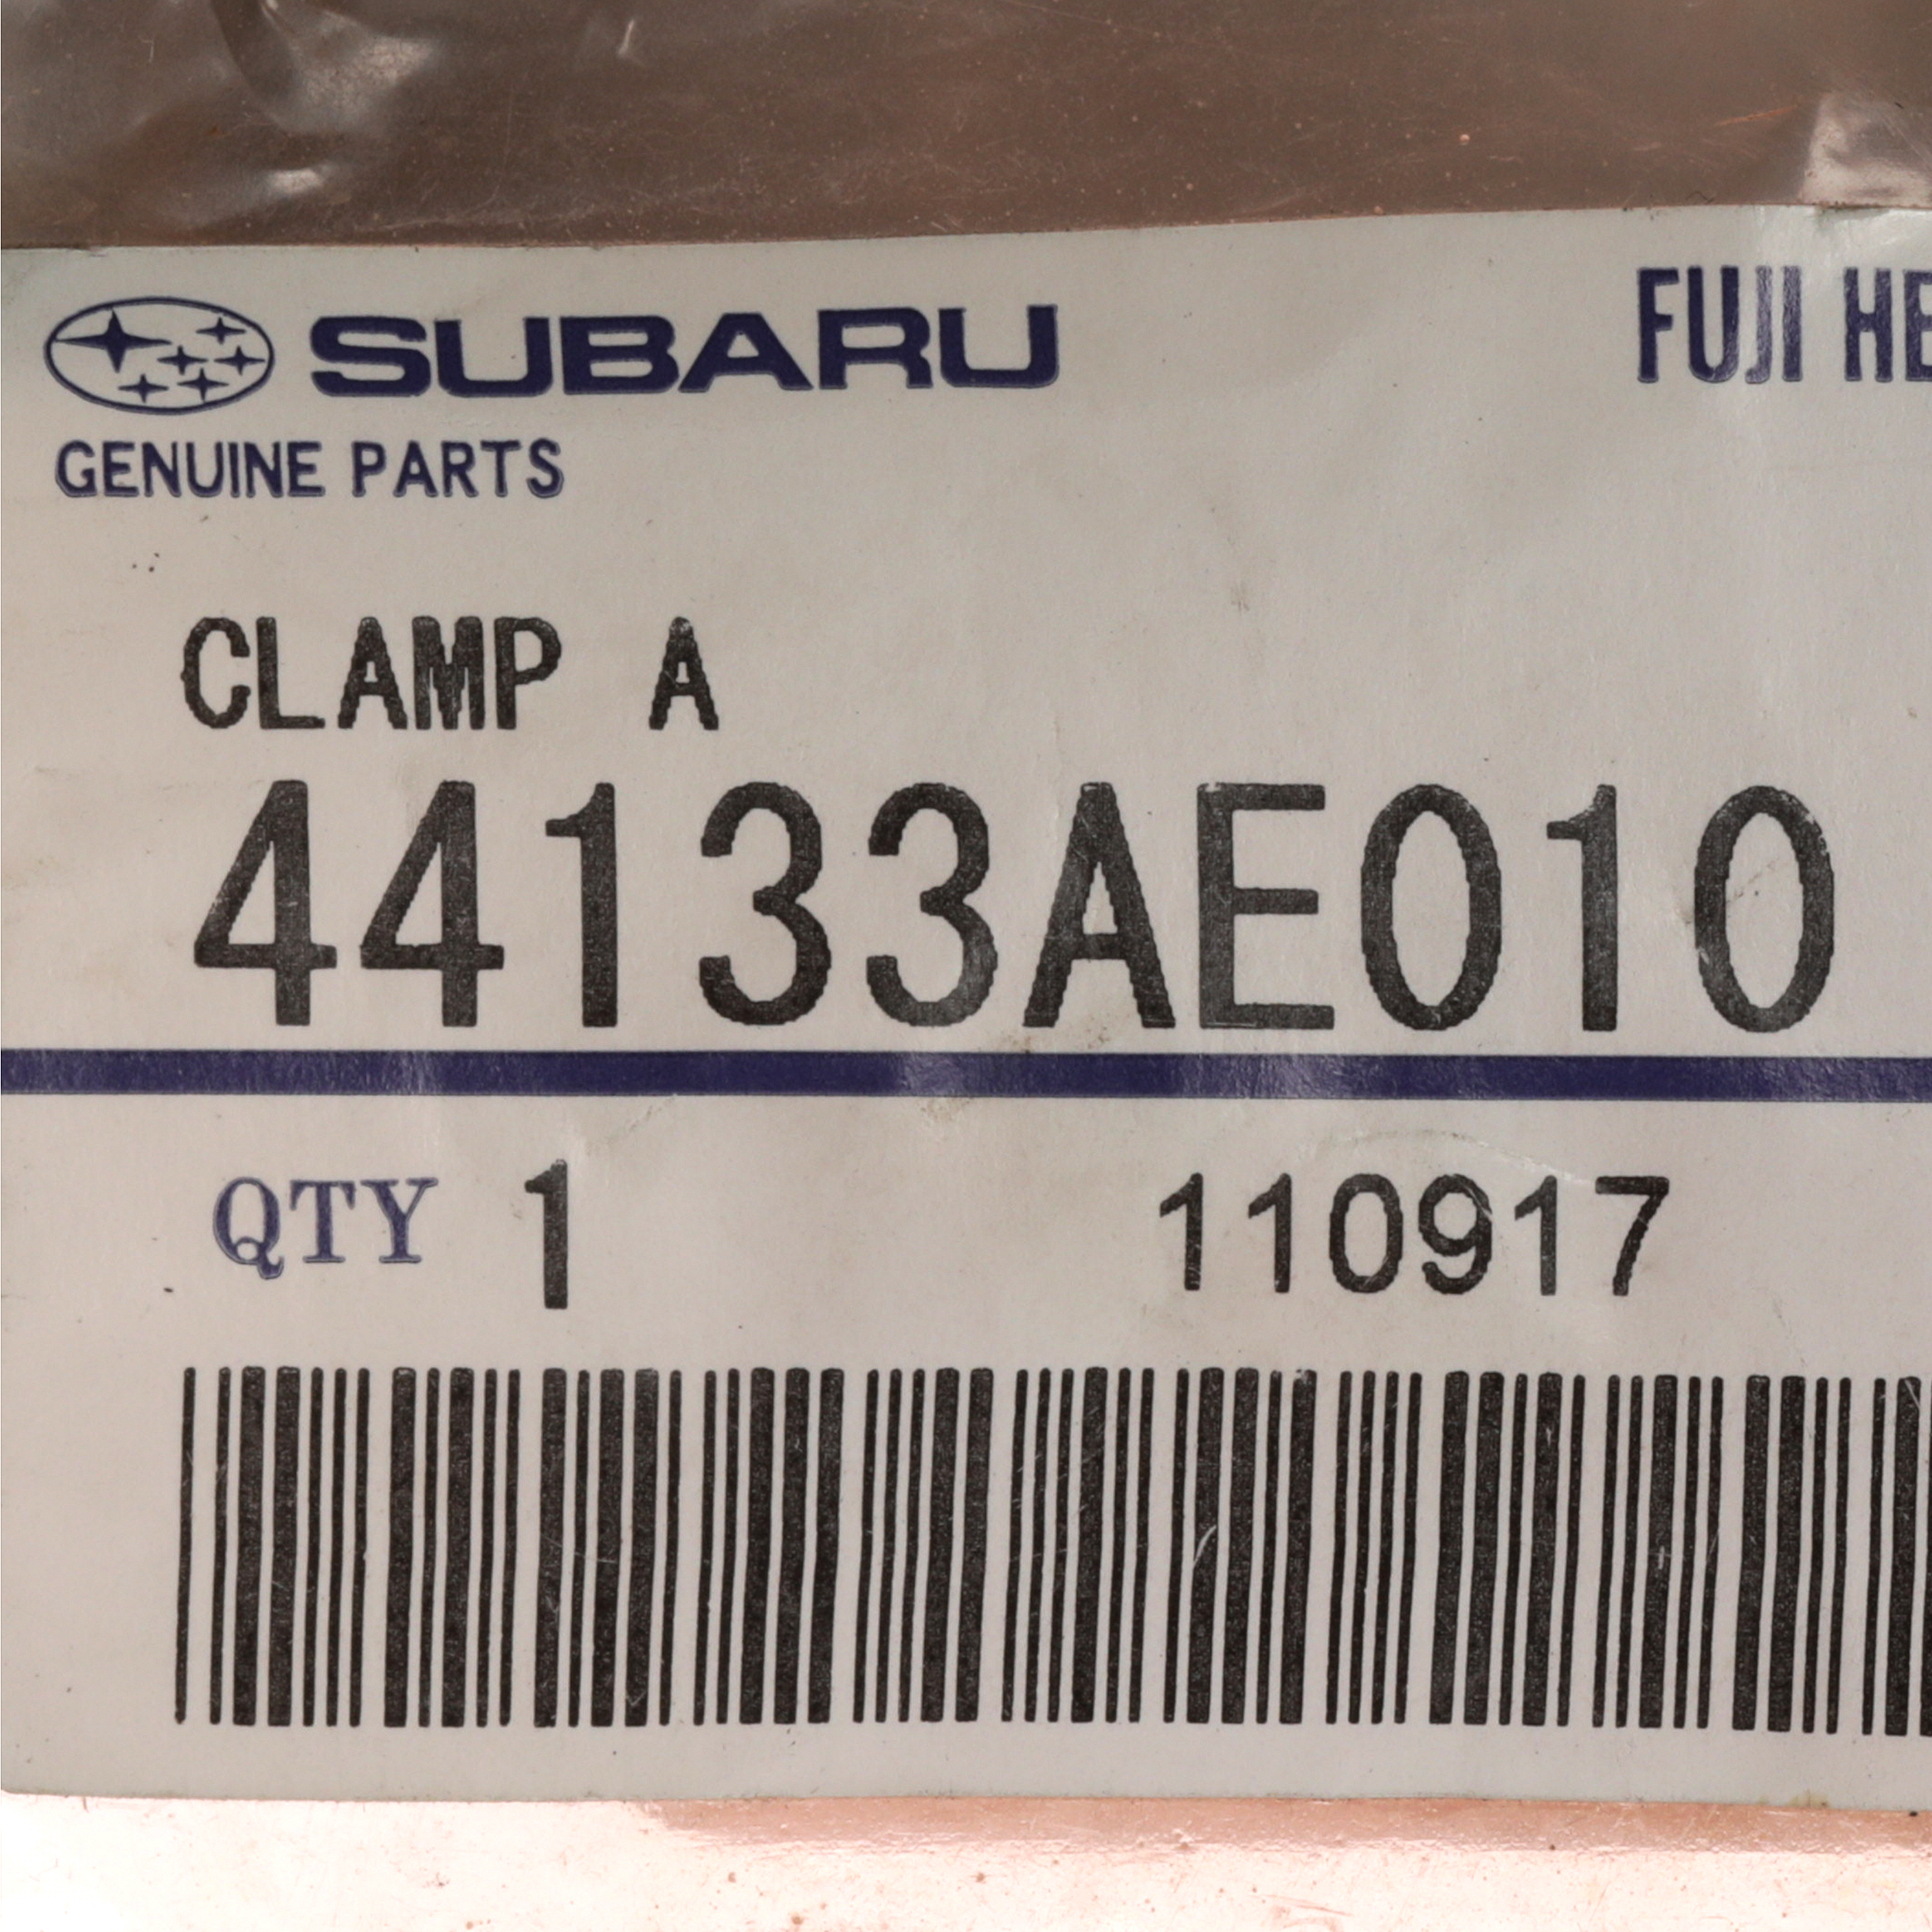 SUBARU
FUJI HE
GENUINE PARTS
CLAMP A
44133AE010
QTY 1 110917